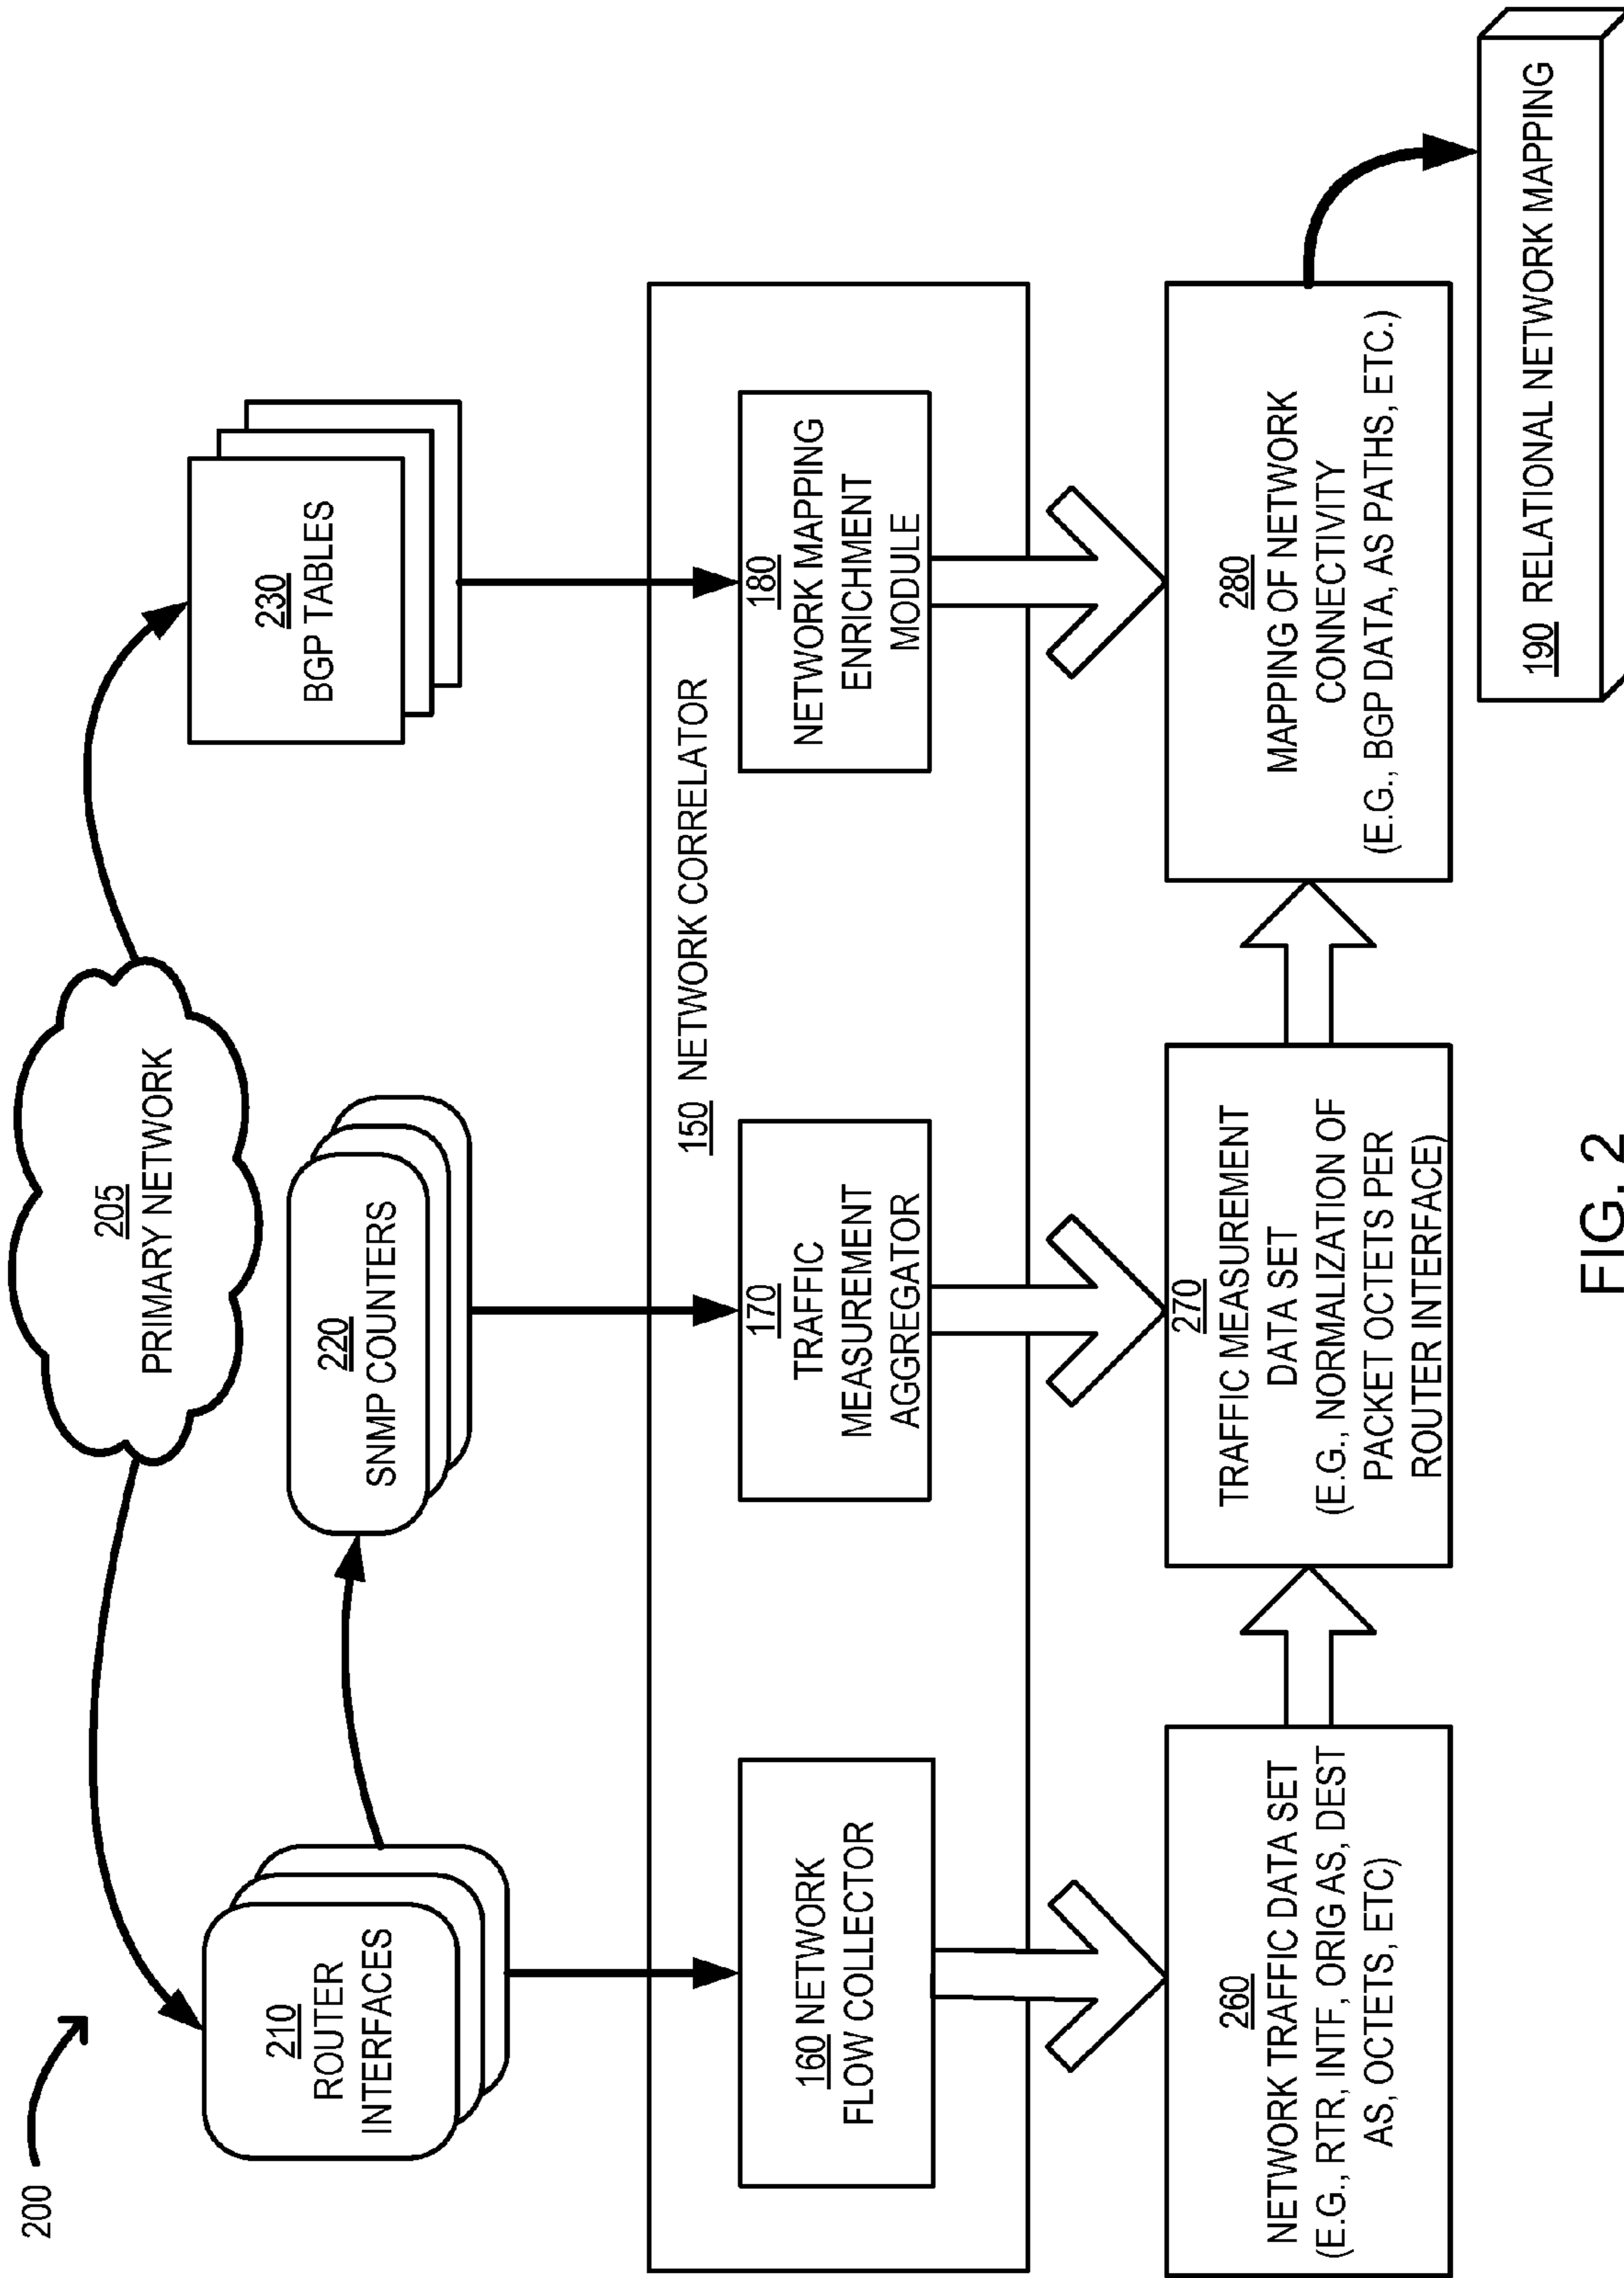 200
205
PRIMARY NETWORK
210
ROUTER
INTERFACES
220
SNMP COUNTERS
230
BGP TABLES
150 NETWORK CORRELATOR
160 NETWORK
FLOW COLLECTOR
170
TRAFFIC
MEASUREMENT
AGGREGATOR
180
NETWORK MAPPING
ENRICHMENT
MODULE
260
NETWORK TRAFFIC DATA SET
(E.G., RTR, INTF, ORIG AS, DEST
AS, OCTETS, ETC)
270
TRAFFIC MEASUREMENT
DATA SET
(E.G., NORMALIZATION OF
PACKET OCTETS PER
ROUTER INTERFACE)
280
MAPPING OF NETWORK
CONNECTIVITY
(E.G., BGP DATA, AS PATHS, ETC.)
190 RELATIONAL NETWORK MAPPING
FIG. 2